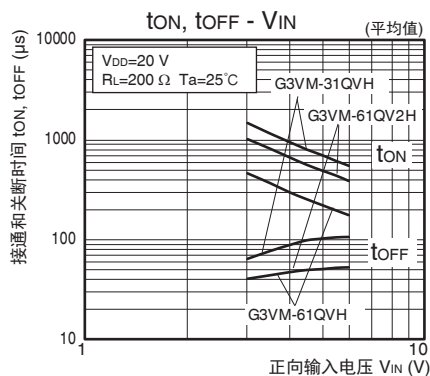 tON, tOFF - VIN
(平均值)
接通和关断时间 tON, tOFF (μs)
10000
VDD=20 V
RL=200 Ω Ta=25℃
G3VM-31QVH
G3VM-61QV2H
1000
tON
100
tOFF
G3VM-61QVH
10
1
10
正向输入电压 VIN (V)